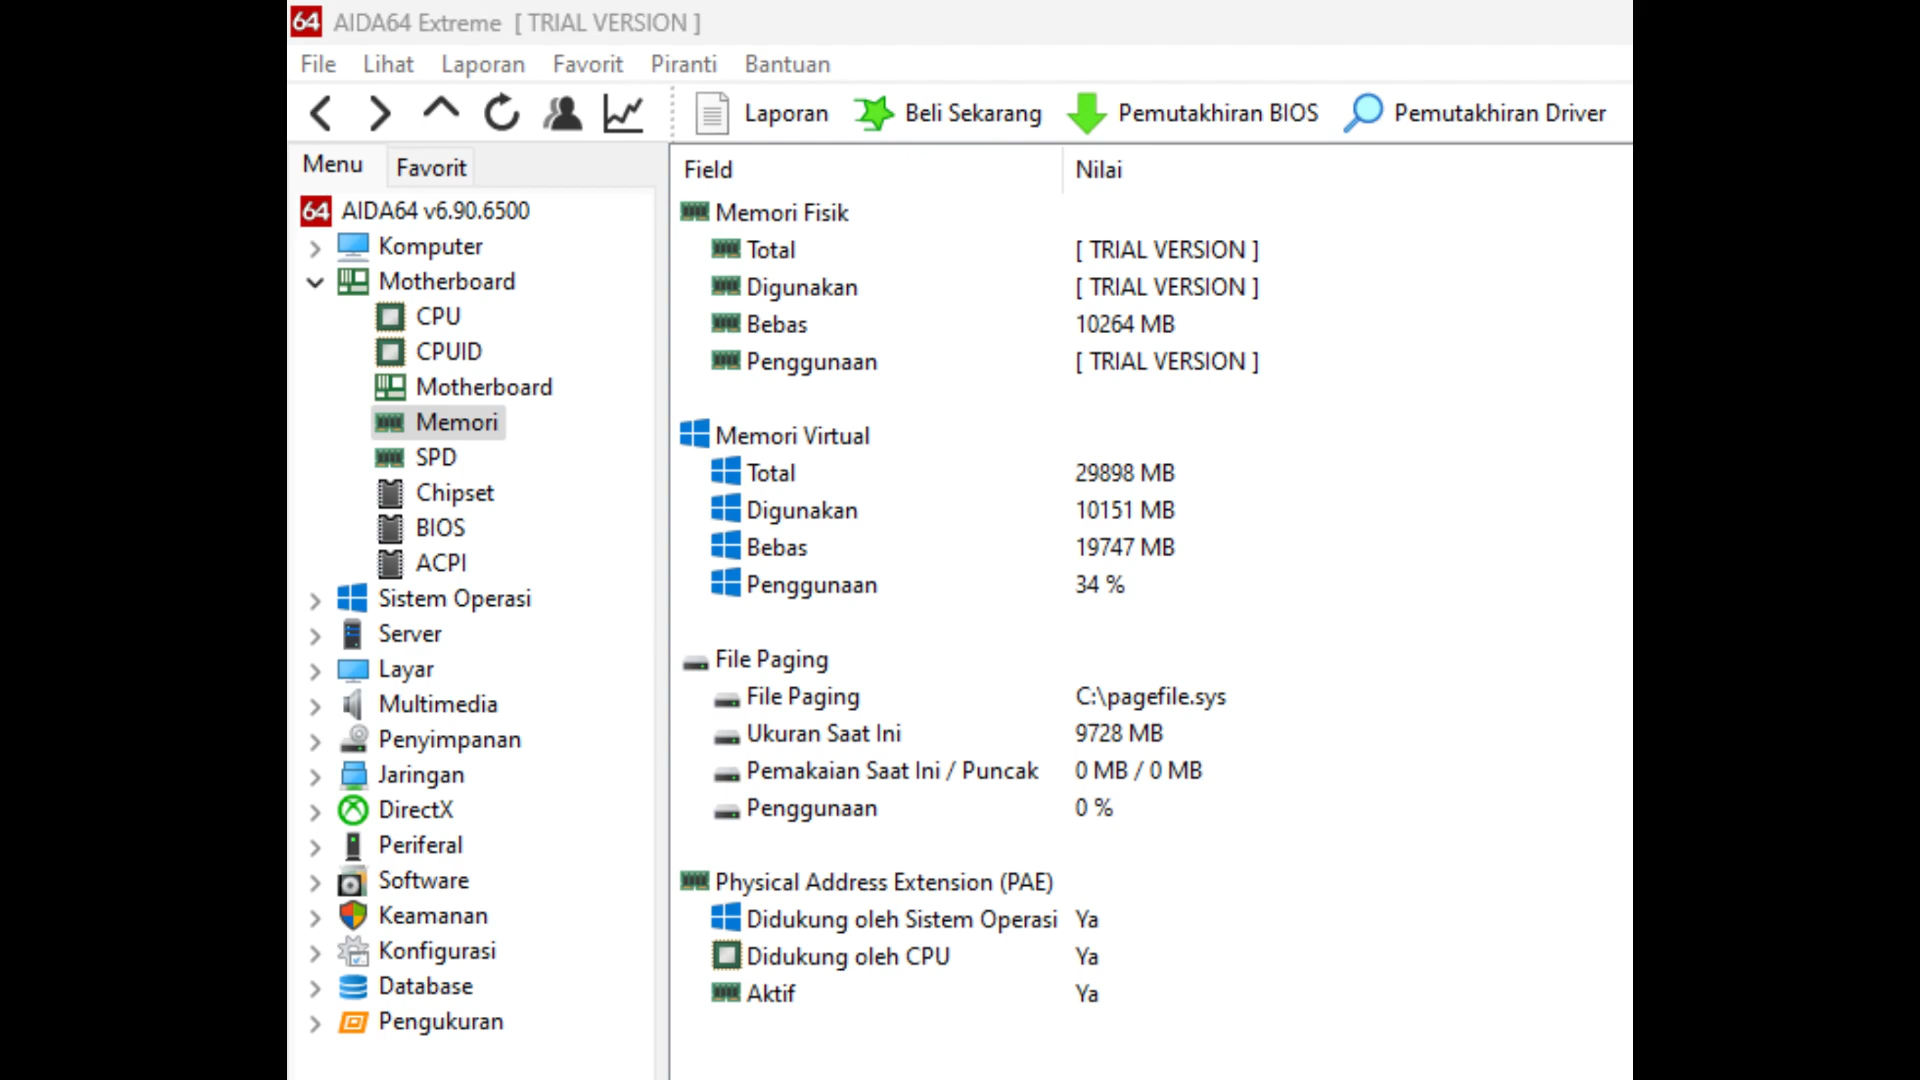 64 AIDA64 Extreme [ TRIAL VERSION ]
File Lihat Laporan Favorit Piranti Bantuan
Laporan Beli Sekarang Pemutakhiran BIOS Pemutakhiran Driver
Menu Favorit
64 AIDA64 v6.90.6500
Komputer
Motherboard
CPU
CPUID
Motherboard
Memori
SPD
Chipset
BIOS
ACPI
Sistem Operasi
Server
Layar
Multimedia
Penyimpanan
Jaringan
DirectX
Periferal
Software
Keamanan
Konfigurasi
Database
Pengukuran
Field Nilai
Memori Fisik
Total [ TRIAL VERSION ]
Digunakan [ TRIAL VERSION ]
Bebas 10264 MB
Penggunaan [ TRIAL VERSION ]
Memori Virtual
Total 29898 MB
Digunakan 10151 MB
Bebas 19747 MB
Penggunaan 34 %
File Paging
File Paging C:\pagefile.sys
Ukuran Saat Ini 9728 MB
Pemakaian Saat Ini / Puncak 0 MB / 0 MB
Penggunaan 0 %
Physical Address Extension (PAE)
Didukung oleh Sistem Operasi Ya
Didukung oleh CPU Ya
Aktif Ya